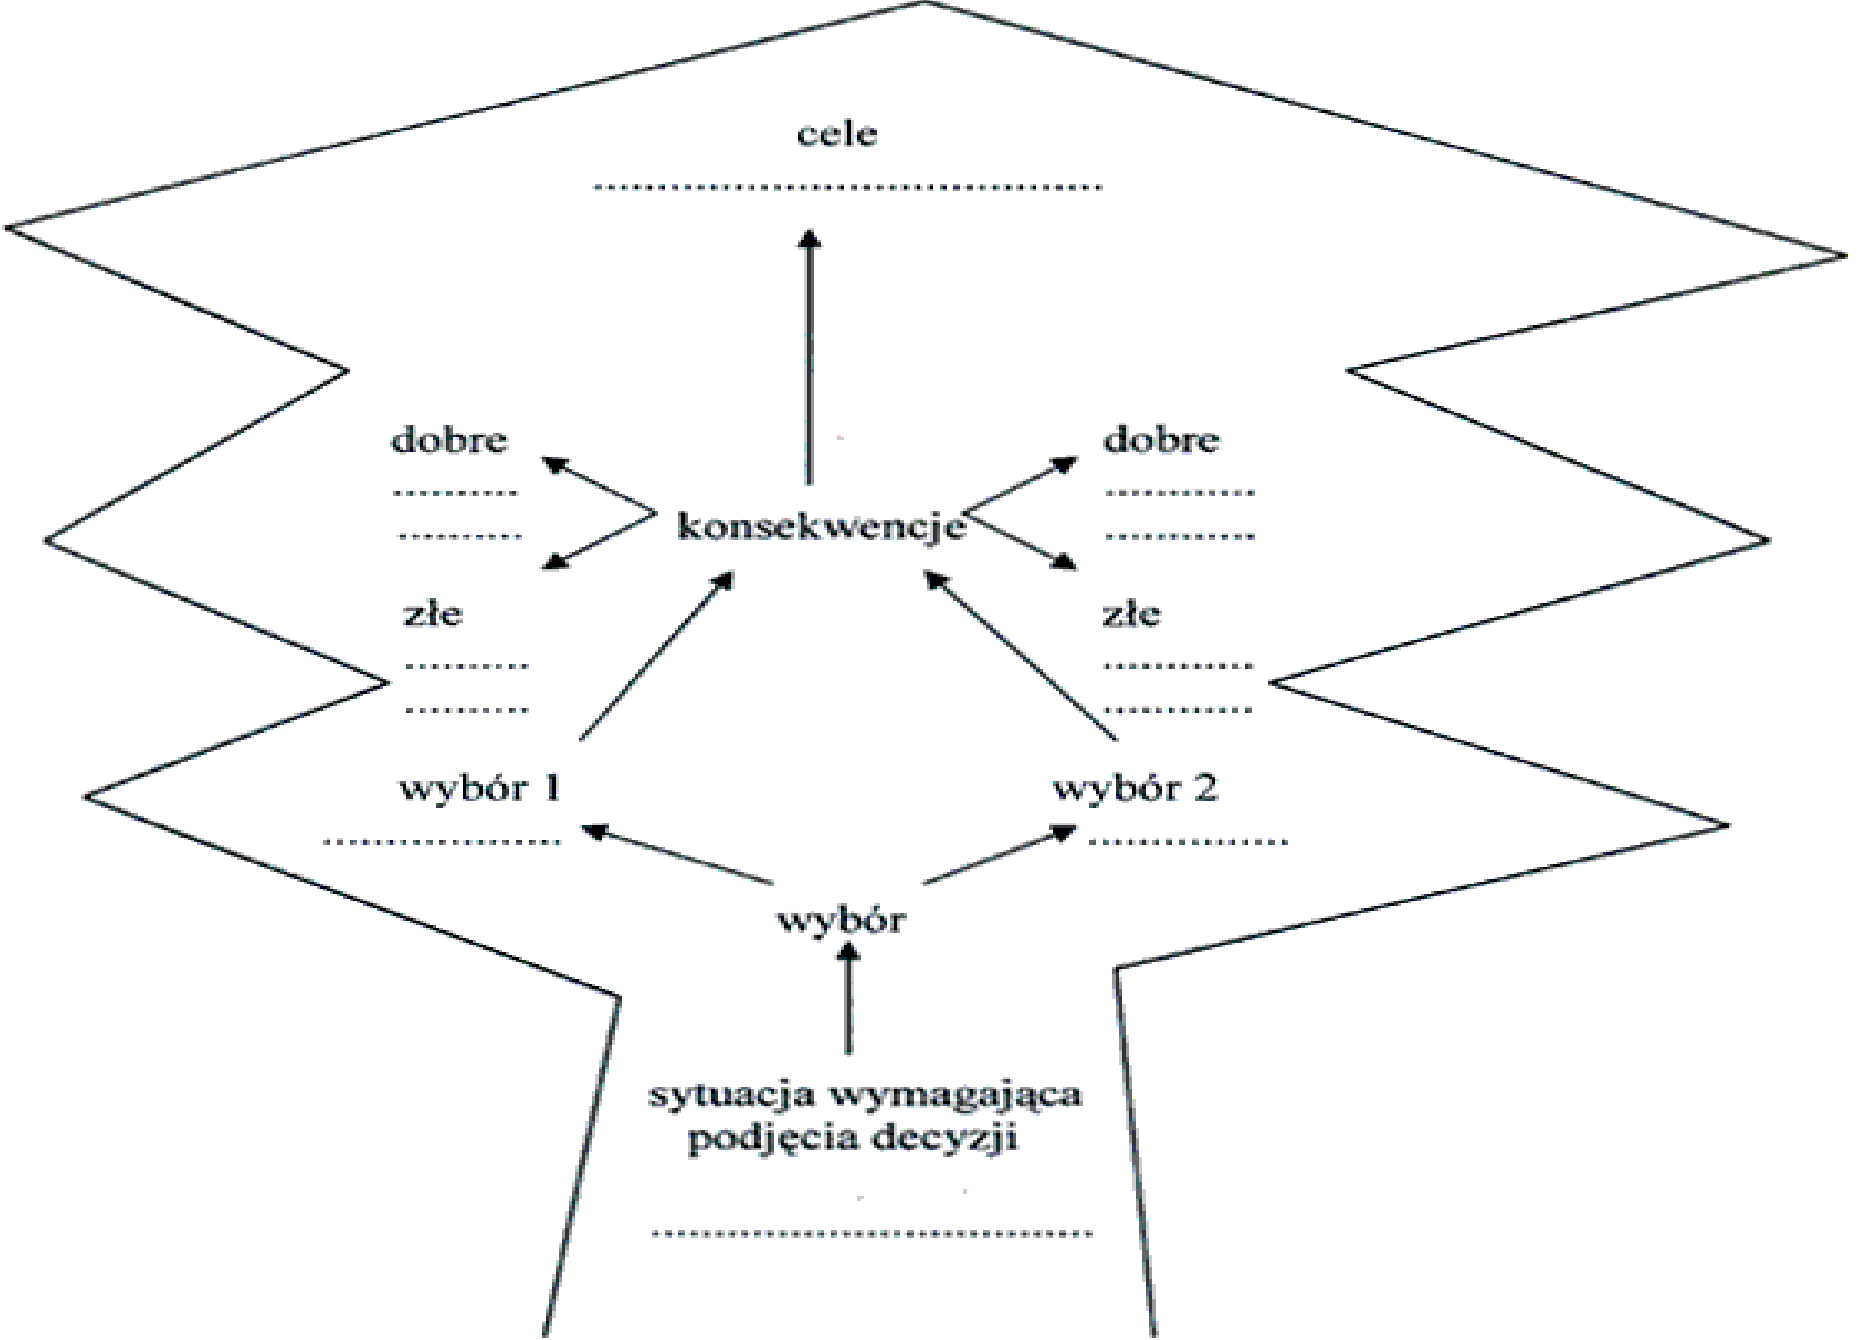 cele
dobre
dobre
konsekwencje
złe
złe
wybór 1
wybór 2
wybór
sytuacja wymagająca
podjęcia decyzji